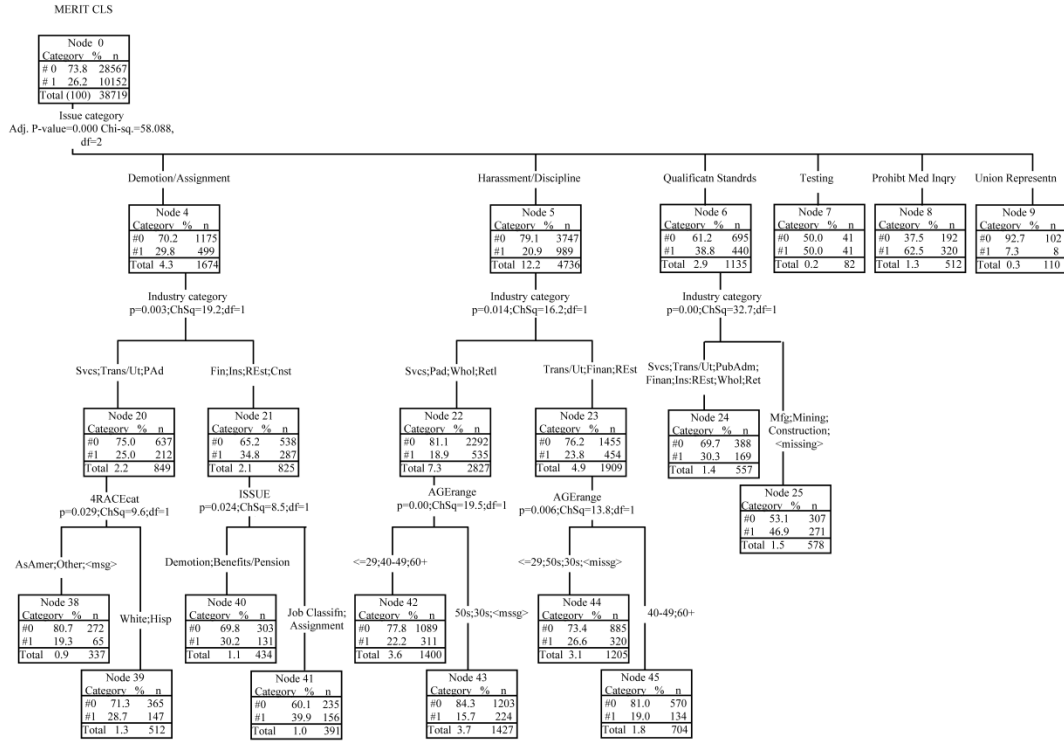 MERIT CLS
Node 0
Category % n
# 0 73.8 28567
# 1 26.2 10152
Total (100) 38719
Issue category
Adj. P-value=0.000 Chi-sq.=58.088,
df=2
Demotion/Assignment
Harassment/Discipline
Qualificatn Standrds
Testing
Prohibt Med Inqry
Union Representn
Node 4
Category % n
#0 70.2 1175
#1 29.8 499
Total 4.3 1674
Node 5
Category % n
#0 79.1 3747
#1 20.9 989
Total 12.2 4736
Node 6
Category % n
#0 61.2 695
#1 38.8 440
Total 2.9 1135
Node 7
Category % n
#0 50.0 41
#1 50.0 41
Total 0.2 82
Node 8
Category % n
#0 37.5 192
#1 62.5 320
Total 1.3 512
Node 9
Category % n
#0 92.7 102
#1 7.3 8
Total 0.3 110
Industry category
p=0.003;ChSq=19.2;df=1
Industry category
p=0.014;ChSq=16.2;df=1
Industry category
p=0.00;ChSq=32.7;df=1
Svcs;Trans/Ut;PAd
Fin;Ins;REst;Cnst
Svcs;Pad;Whol;Retl
Trans/Ut;Finan;REst
Svcs;Trans/Ut;PubAdm;
Finan;Ins:REst;Whol;Ret
Mfg;Mining;
Construction;
<missing>
Node 20
Category % n
#0 75.0 637
#1 25.0 212
Total 2.2 849
Node 21
Category % n
#0 65.2 538
#1 34.8 287
Total 2.1 825
Node 22
Category % n
#0 81.1 2292
#1 18.9 535
Total 7.3 2827
Node 23
Category % n
#0 76.2 1455
#1 23.8 454
Total 4.9 1909
Node 24
Category % n
#0 69.7 388
#1 30.3 169
Total 1.4 557
Node 25
Category % n
#0 53.1 307
#1 46.9 271
Total 1.5 578
4RACEcat
p=0.029;ChSq=9.6;df=1
ISSUE
p=0.024;ChSq=8.5;df=1
AGErange
p=0.00;ChSq=19.5;df=1
AGErange
p=0.006;ChSq=13.8;df=1
AsAmer;Other;<msg>
White;Hisp
Demotion;Benefits/Pension
Job Classifn;
Assignment
<=29;40-49;60+
50s;30s;<mssg>
<=29;50s;30s;<missg>
40-49;60+
Node 38
Category % n
#0 80.7 272
#1 19.3 65
Total 0.9 337
Node 39
Category % n
#0 71.3 365
#1 28.7 147
Total 1.3 512
Node 40
Category % n
#0 69.8 303
#1 30.2 131
Total 1.1 434
Node 41
Category % n
#0 60.1 235
#1 39.9 156
Total 1.0 391
Node 42
Category % n
#0 77.8 1089
#1 22.2 311
Total 3.6 1400
Node 43
Category % n
#0 84.3 1203
#1 15.7 224
Total 3.7 1427
Node 44
Category % n
#0 73.4 885
#1 26.6 320
Total 3.1 1205
Node 45
Category % n
#0 81.0 570
#1 19.0 134
Total 1.8 704